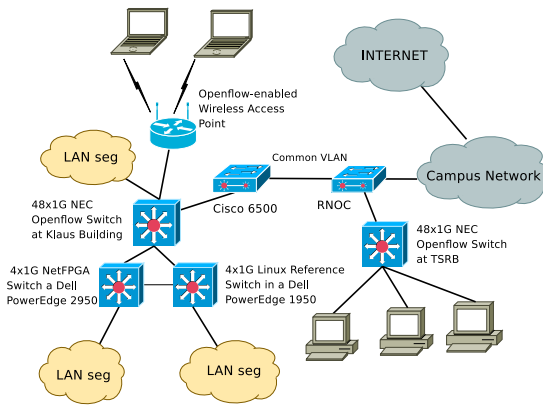 INTERNET
Openflow-enabled
Wireless Access
Point
LAN seg
Common VLAN
Campus Network
Cisco 6500
RNOC
48x1G NEC
Openflow Switch
at Klaus Building
48x1G NEC
Openflow Switch
at TSRB
4x1G NetFPGA
Switch a Dell
PowerEdge 2950
4x1G Linux Reference
Switch in a Dell
PowerEdge 1950
LAN seg
LAN seg